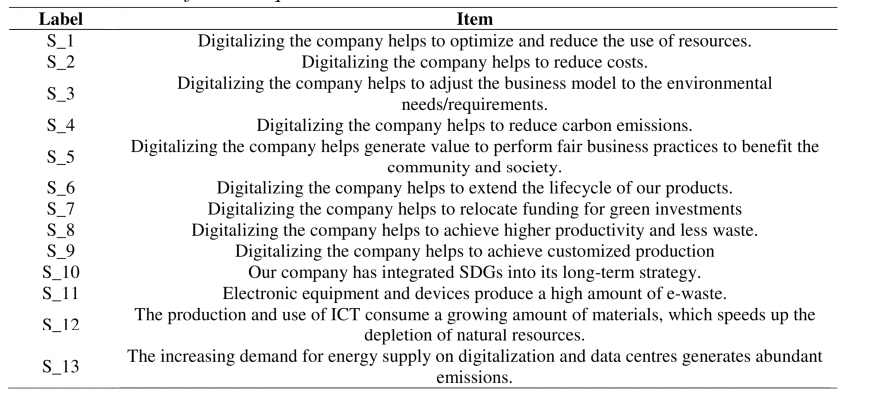 Label Item
S_1 Digitalizing the company helps to optimize and reduce the use of resources.
S_2 Digitalizing the company helps to reduce costs.
S_3 Digitalizing the company helps to adjust the business model to the environmental
needs/requirements.
S_4 Digitalizing the company helps to reduce carbon emissions.
S_5 Digitalizing the company helps generate value to perform fair business practices to benefit the
community and society.
S_6 Digitalizing the company helps to extend the lifecycle of our products.
S_7 Digitalizing the company helps to relocate funding for green investments
S_8 Digitalizing the company helps to achieve higher productivity and less waste.
S_9 Digitalizing the company helps to achieve customized production
S_10 Our company has integrated SDGs into its long-term strategy.
S_11 Electronic equipment and devices produce a high amount of e-waste.
S_12 The production and use of ICT consume a growing amount of materials, which speeds up the
depletion of natural resources.
S_13 The increasing demand for energy supply on digitalization and data centres generates abundant
emissions.